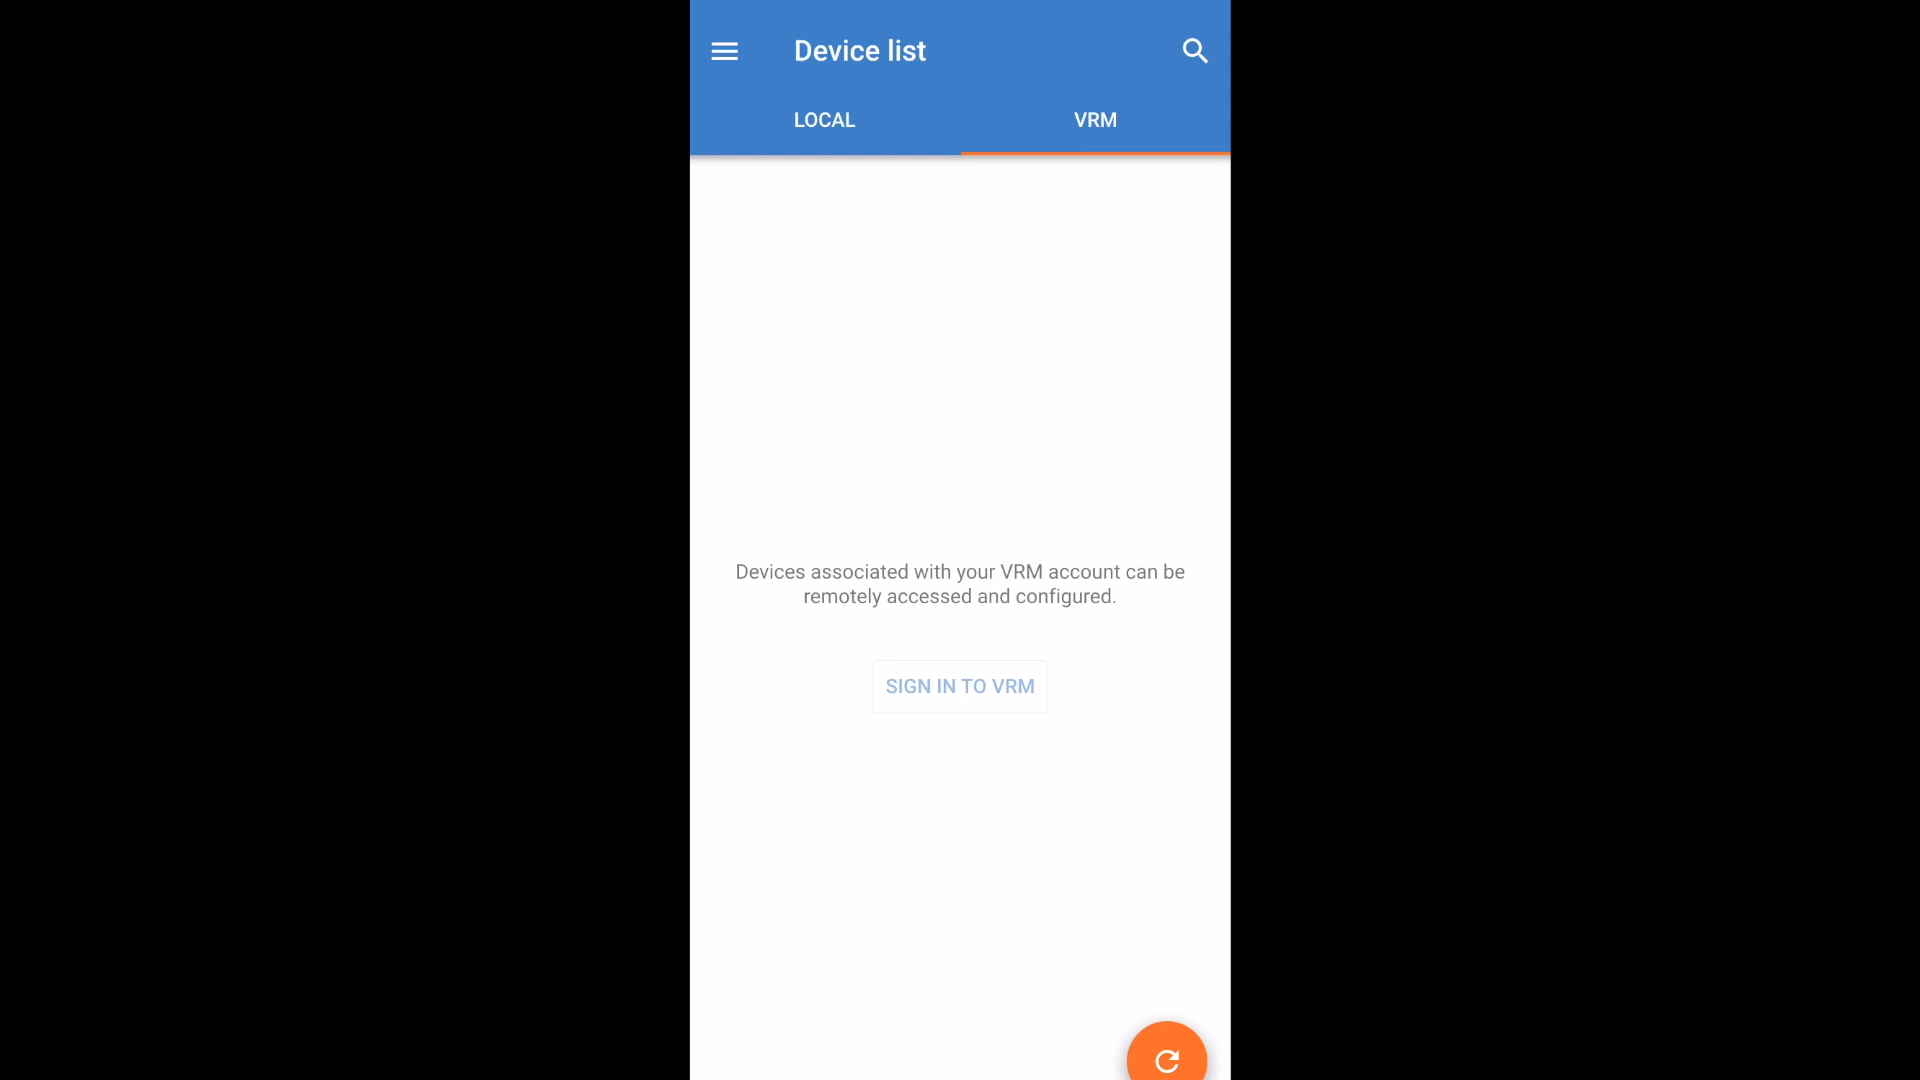 Device list
LOCAL
VRM
Devices associated with your VRM account can be
remotely accessed and configured.
SIGN IN TO VRM